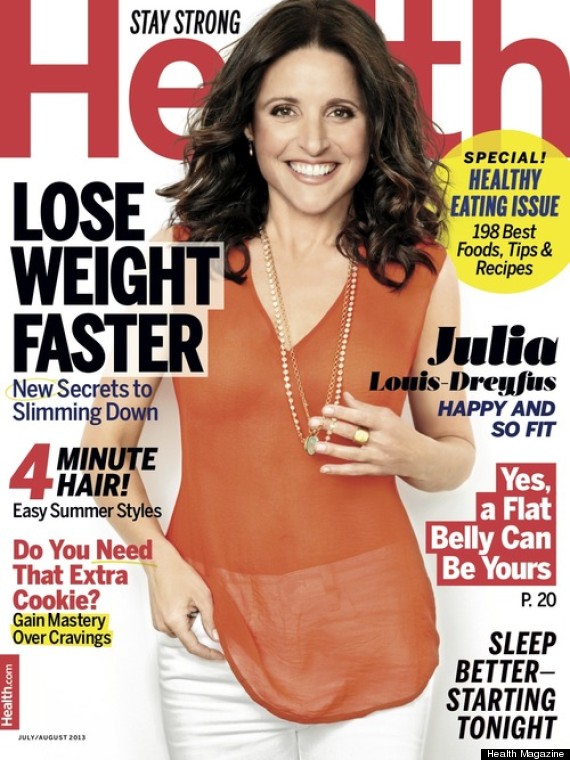 STAY STRONG
Health
SPECIAL!
HEALTHY
EATING ISSUE
198 Best
Foods, Tips &
Recipes
LOSE
WEIGHT
FASTER
New Secrets to
Slimming Down
Julia
Louis-Dreyfus
HAPPY AND
SO FIT
4 MINUTE
HAIR!
Easy Summer Styles
Yes,
a Flat
Belly Can
Be Yours
P. 20
Do You Need
That Extra
Cookie?
Gain Mastery
Over Cravings
SLEEP
BETTER—
STARTING
TONIGHT
Health.com
JULY/AUGUST 2013
Health Magazine